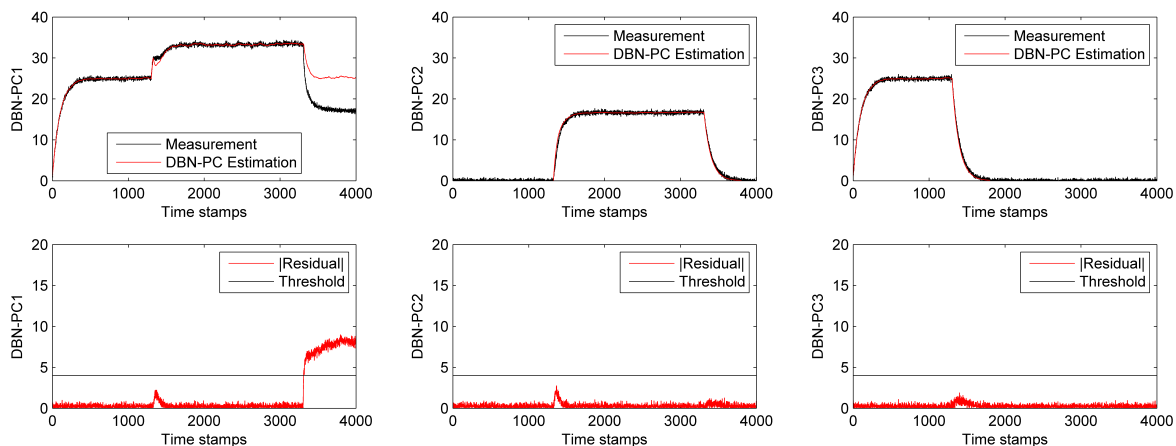 DBN-PC1
40
30
20
10
0
Measurement
DBN-PC Estimation
0 1000 2000 3000 4000
Time stamps
DBN-PC2
40
30
20
10
0
Measurement
DBN-PC Estimation
0 1000 2000 3000 4000
Time stamps
DBN-PC3
40
30
20
10
0
Measurement
DBN-PC Estimation
0 1000 2000 3000 4000
Time stamps
DBN-PC1
20
15
10
5
0
|Residual|
Threshold
0 1000 2000 3000 4000
Time stamps
DBN-PC2
20
15
10
5
0
|Residual|
Threshold
0 1000 2000 3000 4000
Time stamps
DBN-PC3
20
15
10
5
0
|Residual|
Threshold
0 1000 2000 3000 4000
Time stamps